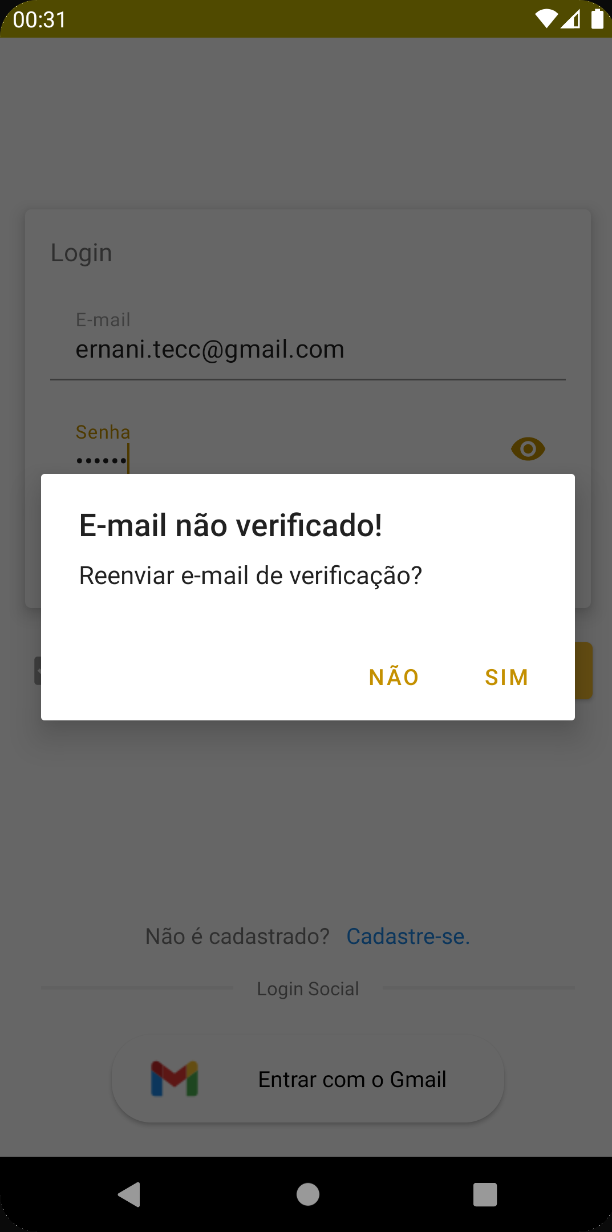 00:31
Login
E-mail
ernani.tecc@gmail.com
Senha
••••••
E-mail não verificado!
Reenviar e-mail de verificação?
NÃO SIM
Não é cadastrado? Cadastre-se.
Login Social
Entrar com o Gmail